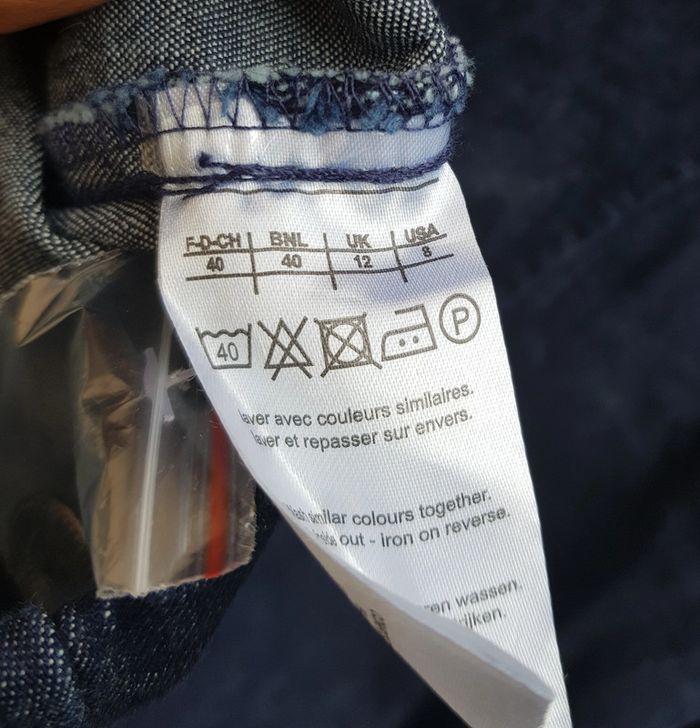 F-D-CH BNL UK USA
40 40 12 8
40 P
laver avec couleurs similaires.
laver et repasser sur envers.
similar colours together.
out - iron on reverse.
wassen.